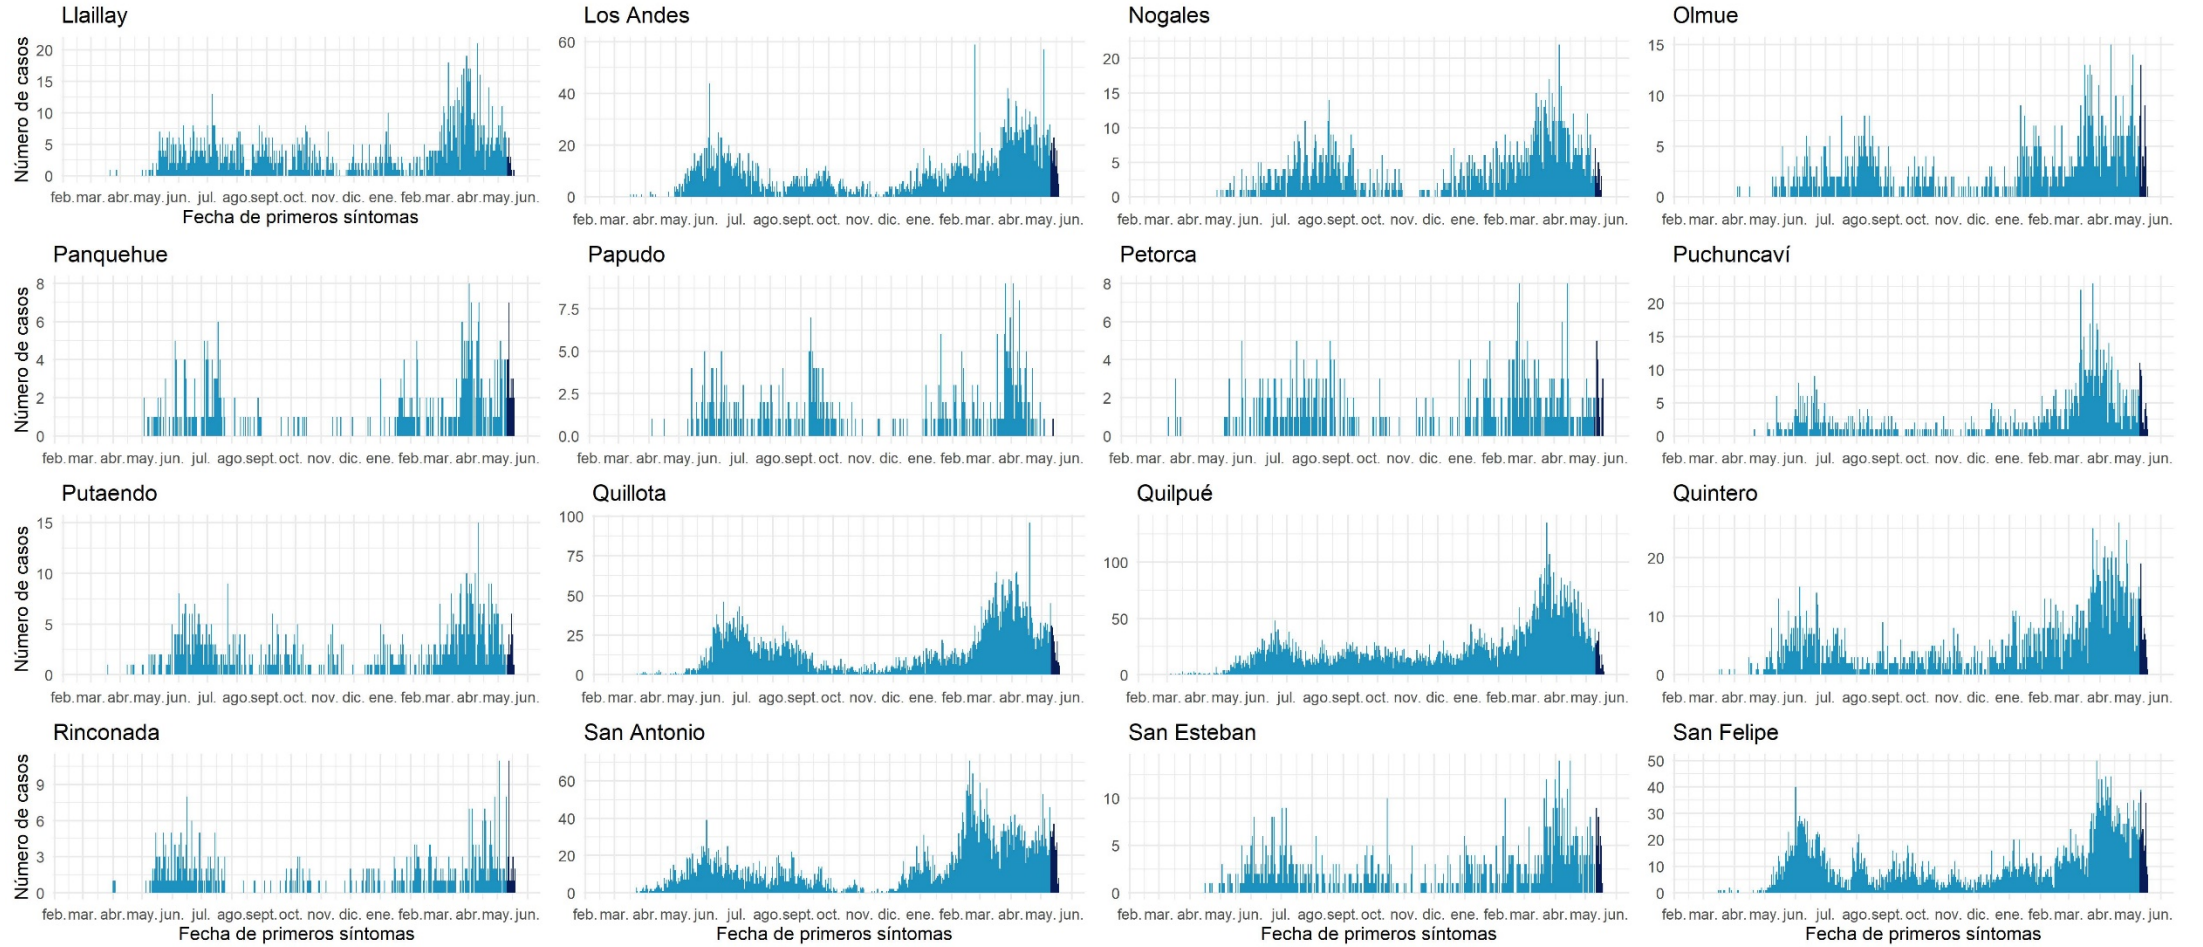 Llaillay
Los Andes
Nogales
Olmue
Número de casos
20
15
10
5
0
60
40
20
0
20
15
10
5
0
15
10
5
0
feb. mar. abr. may. jun. jul. ago. sept. oct. nov. dic. ene. feb. mar. abr. may. jun.
feb. mar. abr. may. jun. jul. ago. sept. oct. nov. dic. ene. feb. mar. abr. may. jun.
feb. mar. abr. may. jun. jul. ago. sept. oct. nov. dic. ene. feb. mar. abr. may. jun.
feb. mar. abr. may. jun. jul. ago. sept. oct. nov. dic. ene. feb. mar. abr. may. jun.
Fecha de primeros síntomas
Panquehue
Papudo
Petorca
Puchuncaví
Número de casos
8
6
4
2
0
7.5
5.0
2.5
0.0
8
6
4
2
0
20
15
10
5
0
feb. mar. abr. may. jun. jul. ago. sept. oct. nov. dic. ene. feb. mar. abr. may. jun.
feb. mar. abr. may. jun. jul. ago. sept. oct. nov. dic. ene. feb. mar. abr. may. jun.
feb. mar. abr. may. jun. jul. ago. sept. oct. nov. dic. ene. feb. mar. abr. may. jun.
feb. mar. abr. may. jun. jul. ago. sept. oct. nov. dic. ene. feb. mar. abr. may. jun.
Putaendo
Quillota
Quilpué
Quintero
Número de casos
15
10
5
0
100
75
50
25
0
100
50
0
20
10
0
feb. mar. abr. may. jun. jul. ago. sept. oct. nov. dic. ene. feb. mar. abr. may. jun.
feb. mar. abr. may. jun. jul. ago. sept. oct. nov. dic. ene. feb. mar. abr. may. jun.
feb. mar. abr. may. jun. jul. ago. sept. oct. nov. dic. ene. feb. mar. abr. may. jun.
feb. mar. abr. may. jun. jul. ago. sept. oct. nov. dic. ene. feb. mar. abr. may. jun.
Rinconada
San Antonio
San Esteban
San Felipe
Número de casos
9
6
3
0
60
40
20
0
10
5
0
50
40
30
20
10
0
feb. mar. abr. may. jun. jul. ago. sept. oct. nov. dic. ene. feb. mar. abr. may. jun.
feb. mar. abr. may. jun. jul. ago. sept. oct. nov. dic. ene. feb. mar. abr. may. jun.
feb. mar. abr. may. jun. jul. ago. sept. oct. nov. dic. ene. feb. mar. abr. may. jun.
feb. mar. abr. may. jun. jul. ago. sept. oct. nov. dic. ene. feb. mar. abr. may. jun.
Fecha de primeros síntomas
Fecha de primeros síntomas
Fecha de primeros síntomas
Fecha de primeros síntomas